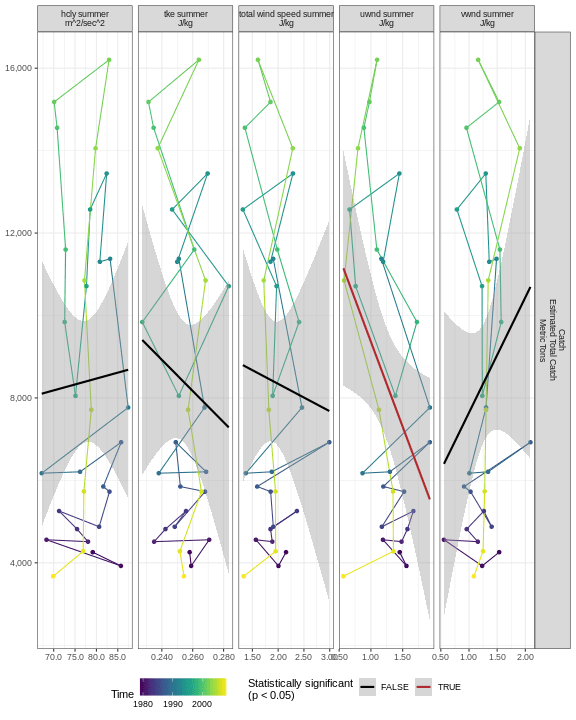 hcly summer
m^2/sec^2
tke summer
J/kg
total wind speed summer
J/kg
uwnd summer
J/kg
vwnd summer
J/kg
16,000
12,000
8,000
4,000
Catch
Estimated Total Catch
Metric Tons
70.0 75.0 80.0 85.0
0.240 0.260 0.280
1.50 2.00 2.50 3.00
0.50 1.00 1.50
0.50 1.00 1.50 2.00
Time
1980 1990 2000
Statistically significant
(p < 0.05)
FALSE
TRUE